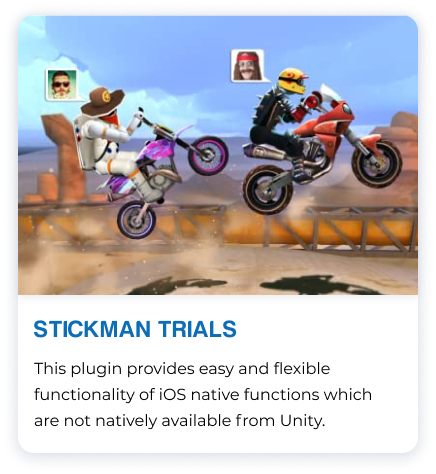 STICKMAN TRIALS
This plugin provides easy and flexible
functionality of iOS native functions which
are not natively available from Unity.